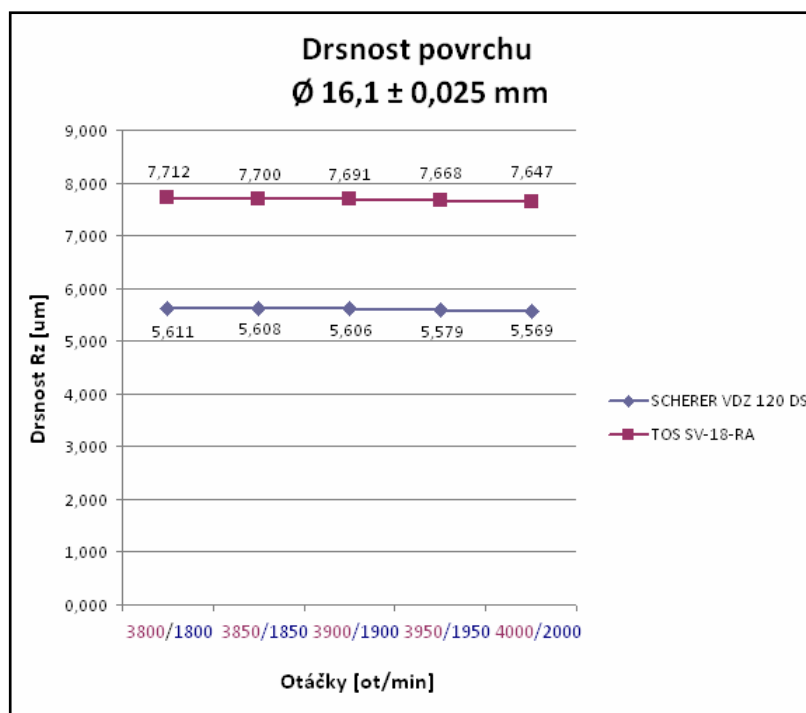 Drsnost povrchu
Ø 16,1 ± 0,025 mm
9,000
8,000
7,000
6,000
5,000
4,000
3,000
2,000
1,000
0,000
Drsnost Rz [um]
7,712 7,700 7,691 7,668 7,647
5,611 5,608 5,606 5,579 5,569
3800/1800 3850/1850 3900/1900 3950/1950 4000/2000
Otáčky [ot/min]
SCHERER VDZ 120 DS
TOS SV-18-RA